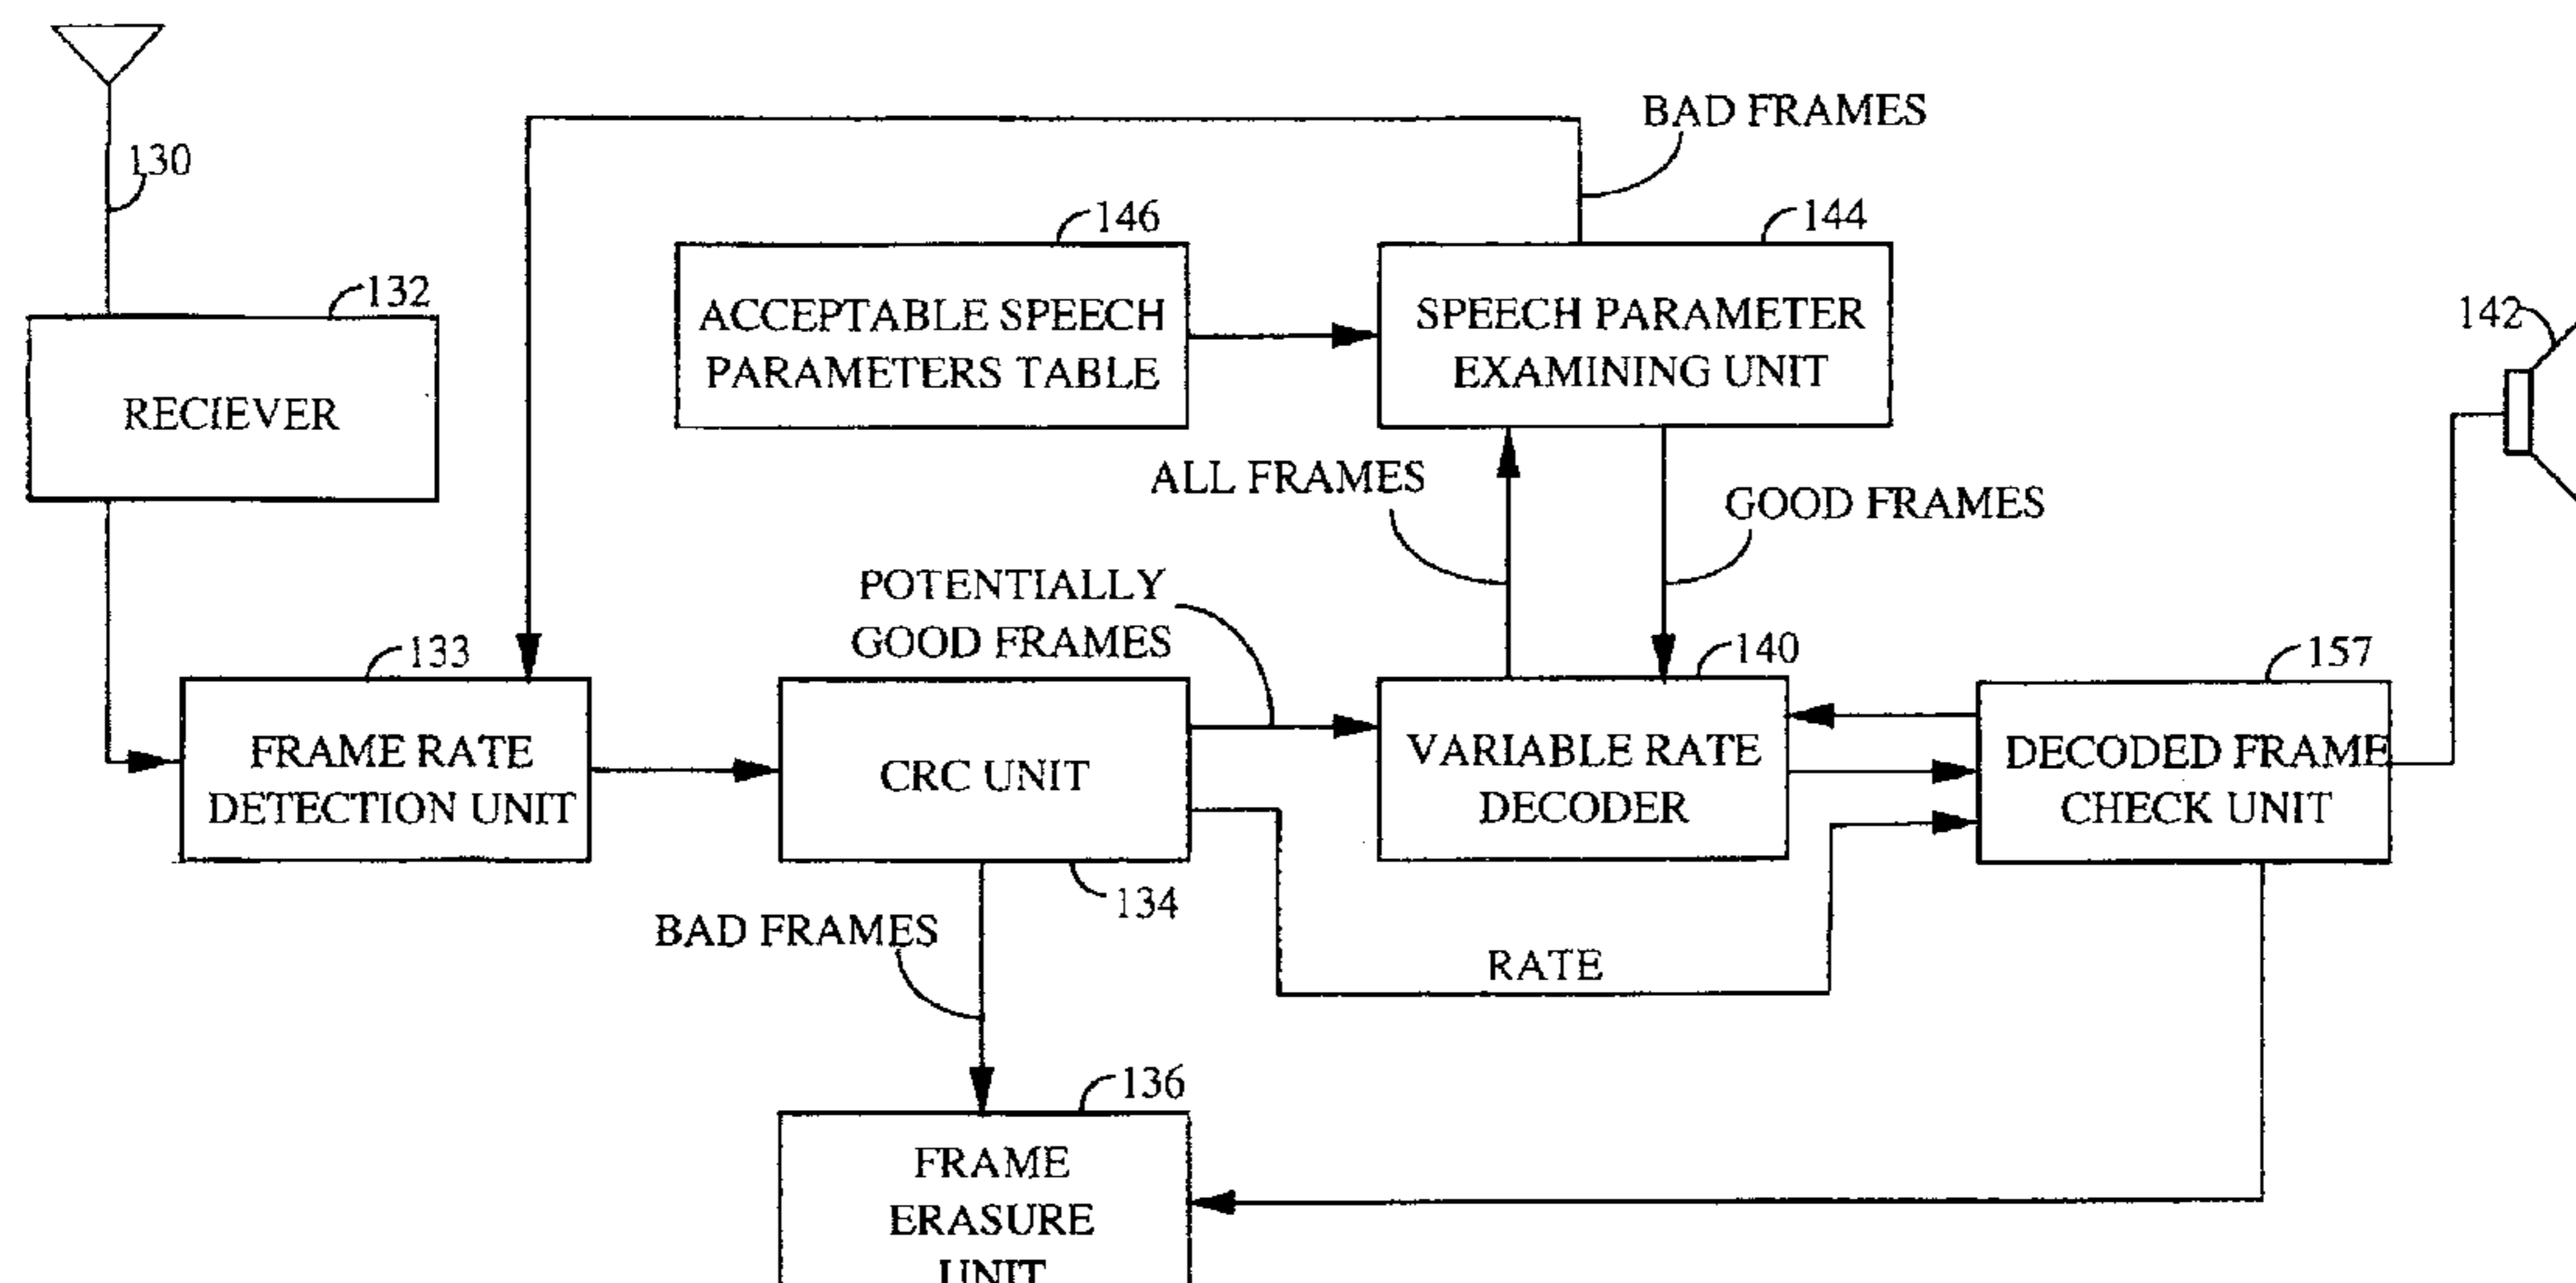 130
BAD FRAMES
146
144
132
142
ACCEPTABLE SPEECH
PARAMETERS TABLE
SPEECH PARAMETER
EXAMINING UNIT
RECIEVER
ALL FRAMES
GOOD FRAMES
POTENTIALLY
GOOD FRAMES
133
140
157
FRAME RATE
DETECTION UNIT
CRC UNIT
VARIABLE RATE
DECODER
DECODED FRAME
CHECK UNIT
134
BAD FRAMES
RATE
136
FRAME
ERASURE
UNIT